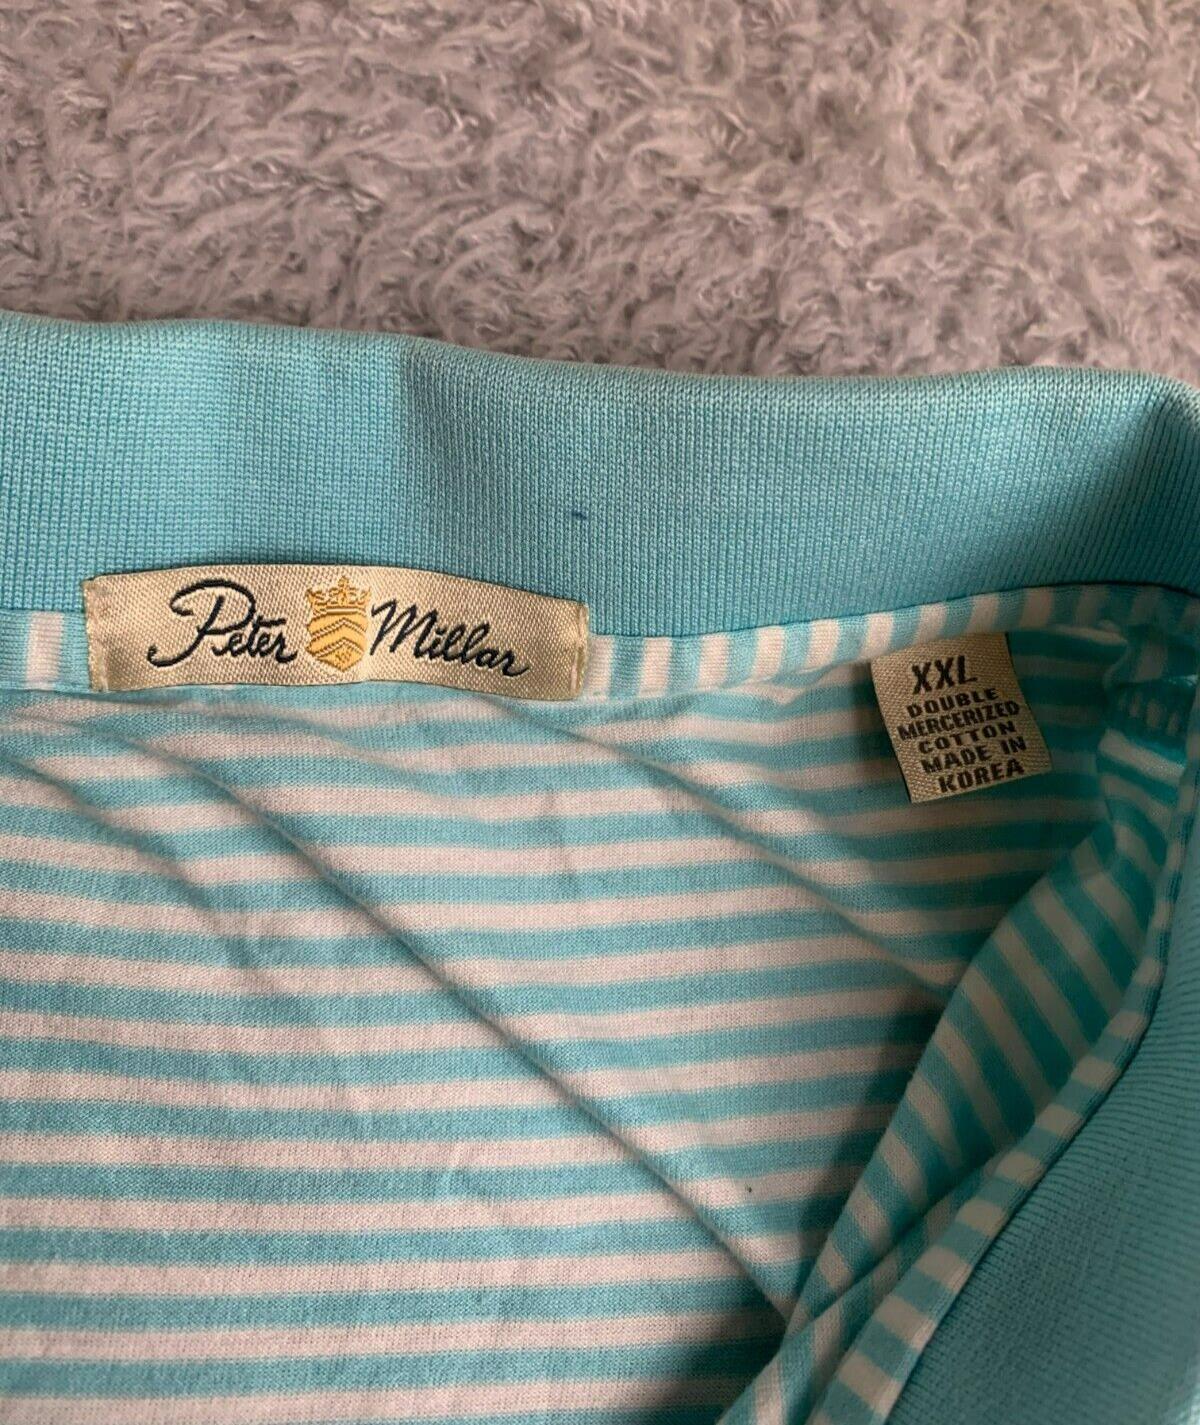 Peter Millar
XXL
DOUBLE
MERCERIZED
COTTON
MADE IN
KOREA